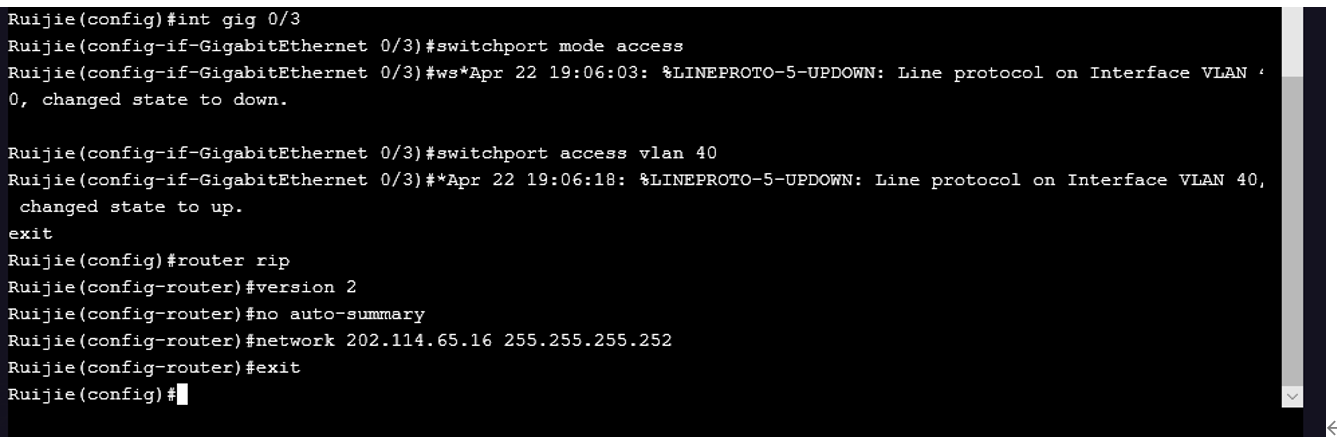 Ruijie(config)#int gig 0/3
Ruijie(config-if-GigabitEthernet 0/3)#switchport mode access
Ruijie(config-if-GigabitEthernet 0/3)#ws*Apr 22 19:06:03: %LINEPROTO-5-UPDOWN: Line protocol on Interface VLAN
0, changed state to down.
Ruijie(config-if-GigabitEthernet 0/3)#switchport access vlan 40
Ruijie(config-if-GigabitEthernet 0/3)#*Apr 22 19:06:18: %LINEPROTO-5-UPDOWN: Line protocol on Interface VLAN 40,
changed state to up.
exit
Ruijie(config)#router rip
Ruijie(config-router)#version 2
Ruijie(config-router)#no auto-summary
Ruijie(config-router)#network 202.114.65.16 255.255.255.252
Ruijie(config-router)#exit
Ruijie(config)#